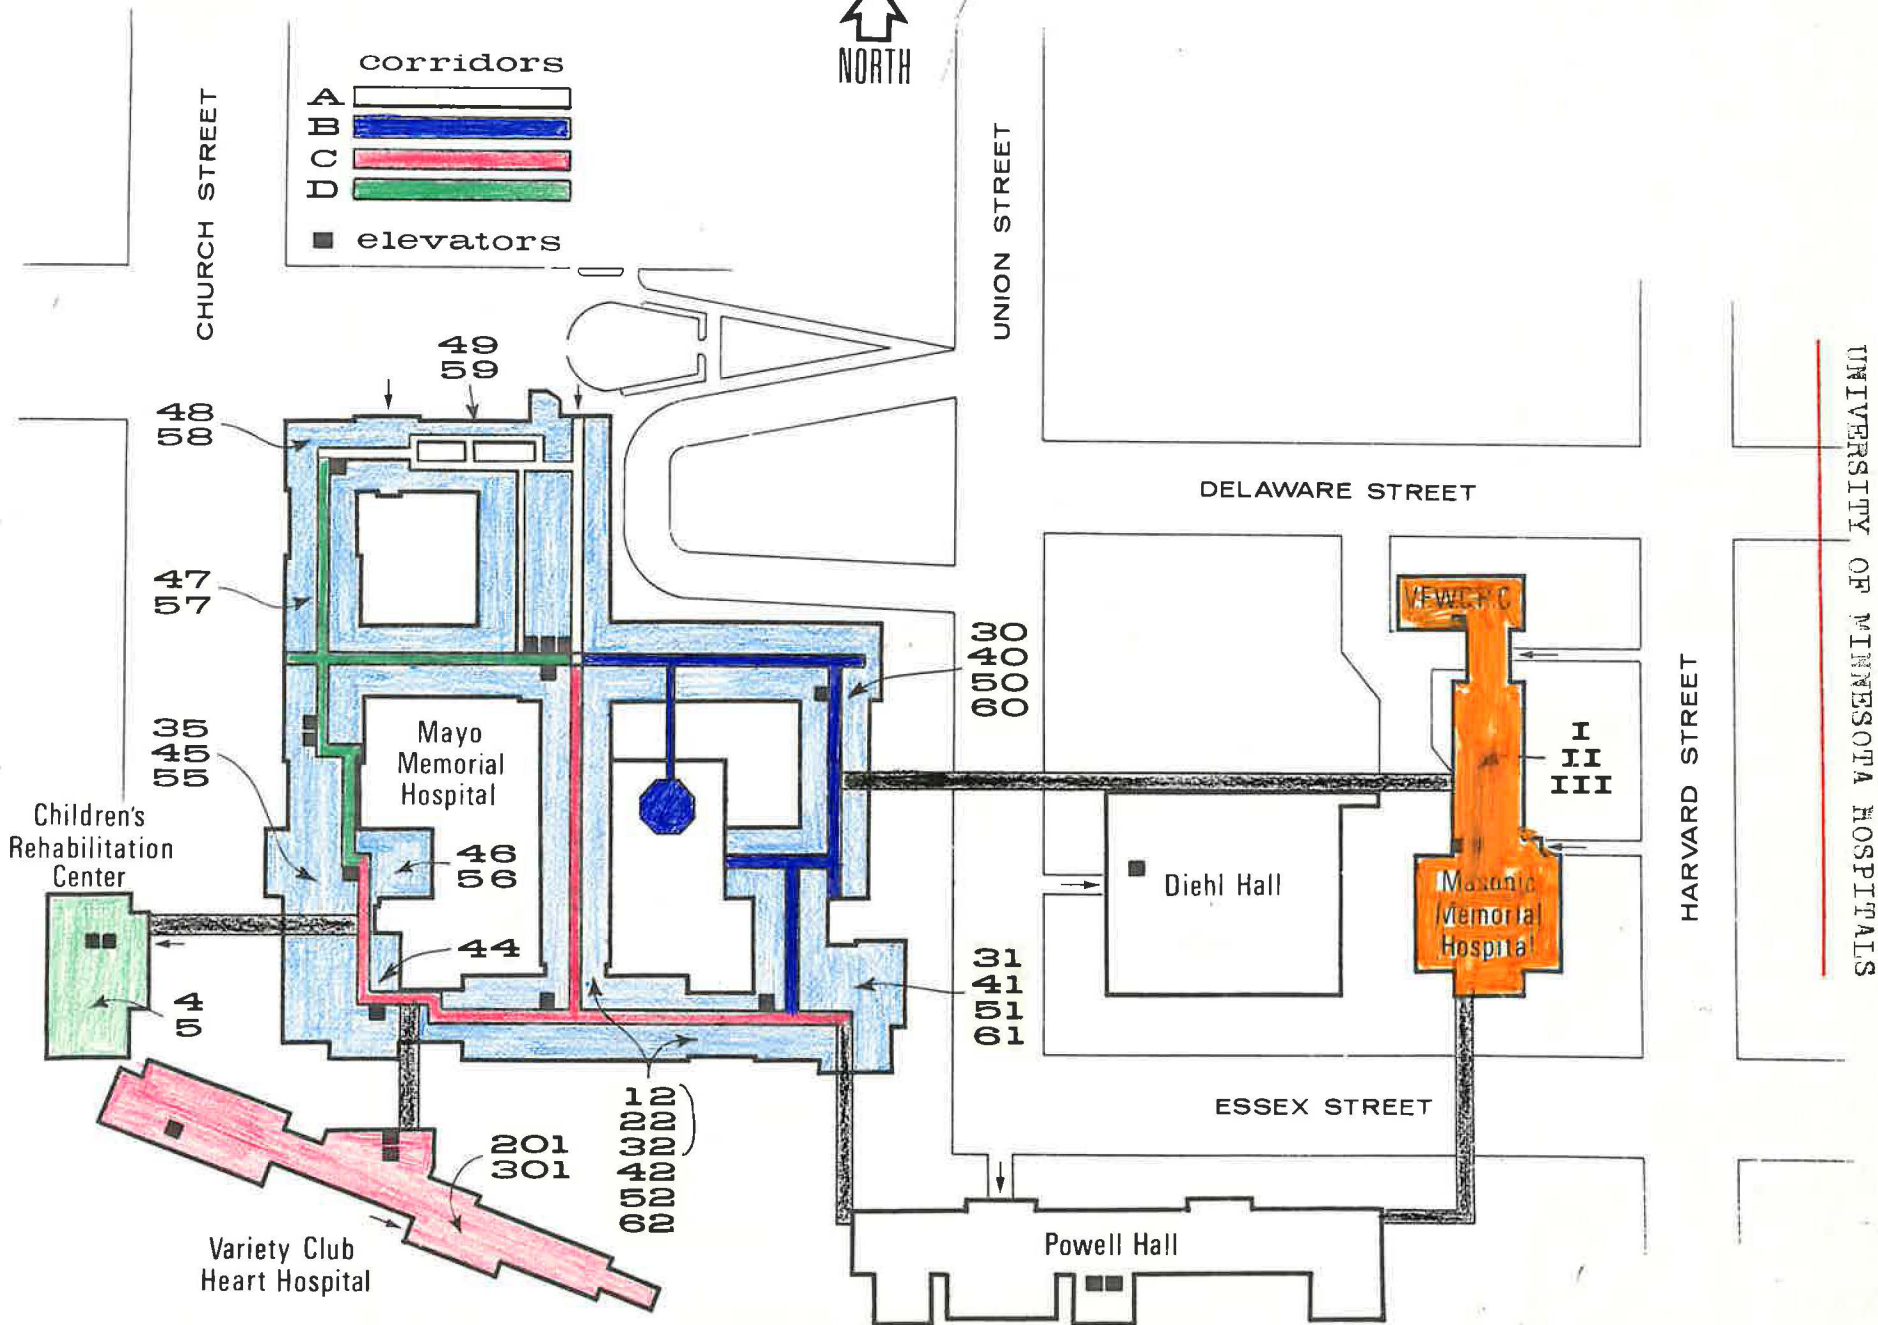 NORTH
corridors
A
B
C
D
elevators
CHURCH STREET
UNION STREET
49
59
48
58
DELAWARE STREET
47
57
VFWCRC
30
40
50
60
UNIVERSITY OF MINNESOTA HOSPITALS
HARVARD STREET
I
II
III
35
45
55
Mayo
Memorial
Hospital
Children's
Rehabilitation
Center
46
56
Diehl Hall
Masonic
Memorial
Hospital
44
31
41
51
61
4
5
12
22
32
42
52
62
ESSEX STREET
201
301
Variety Club
Heart Hospital
Powell Hall